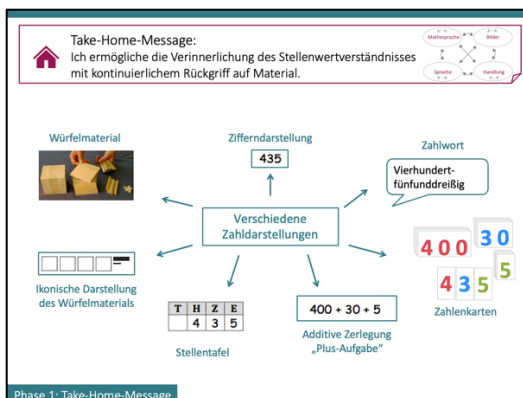 Take-Home-Message:
Ich ermögliche die Verinnerlichung des Stellenwertverständnisses
mit kontinuierlichem Rückgriff auf Material.
Mathesprache
Bilder
Sprache
Handlung
Würfelmaterial
Zifferndarstellung
435
Zahlwort
Vierhundert-
fünfunddreißig
Verschiedene
Zahldarstellungen
400
30
5
435
Zahlenkarten
Ikonische Darstellung
des Würfelmaterials
T H Z E
4 3 5
Stellentafel
400 + 30 + 5
Additive Zerlegung
„Plus-Aufgabe“
Phase 1: Take-Home-Message